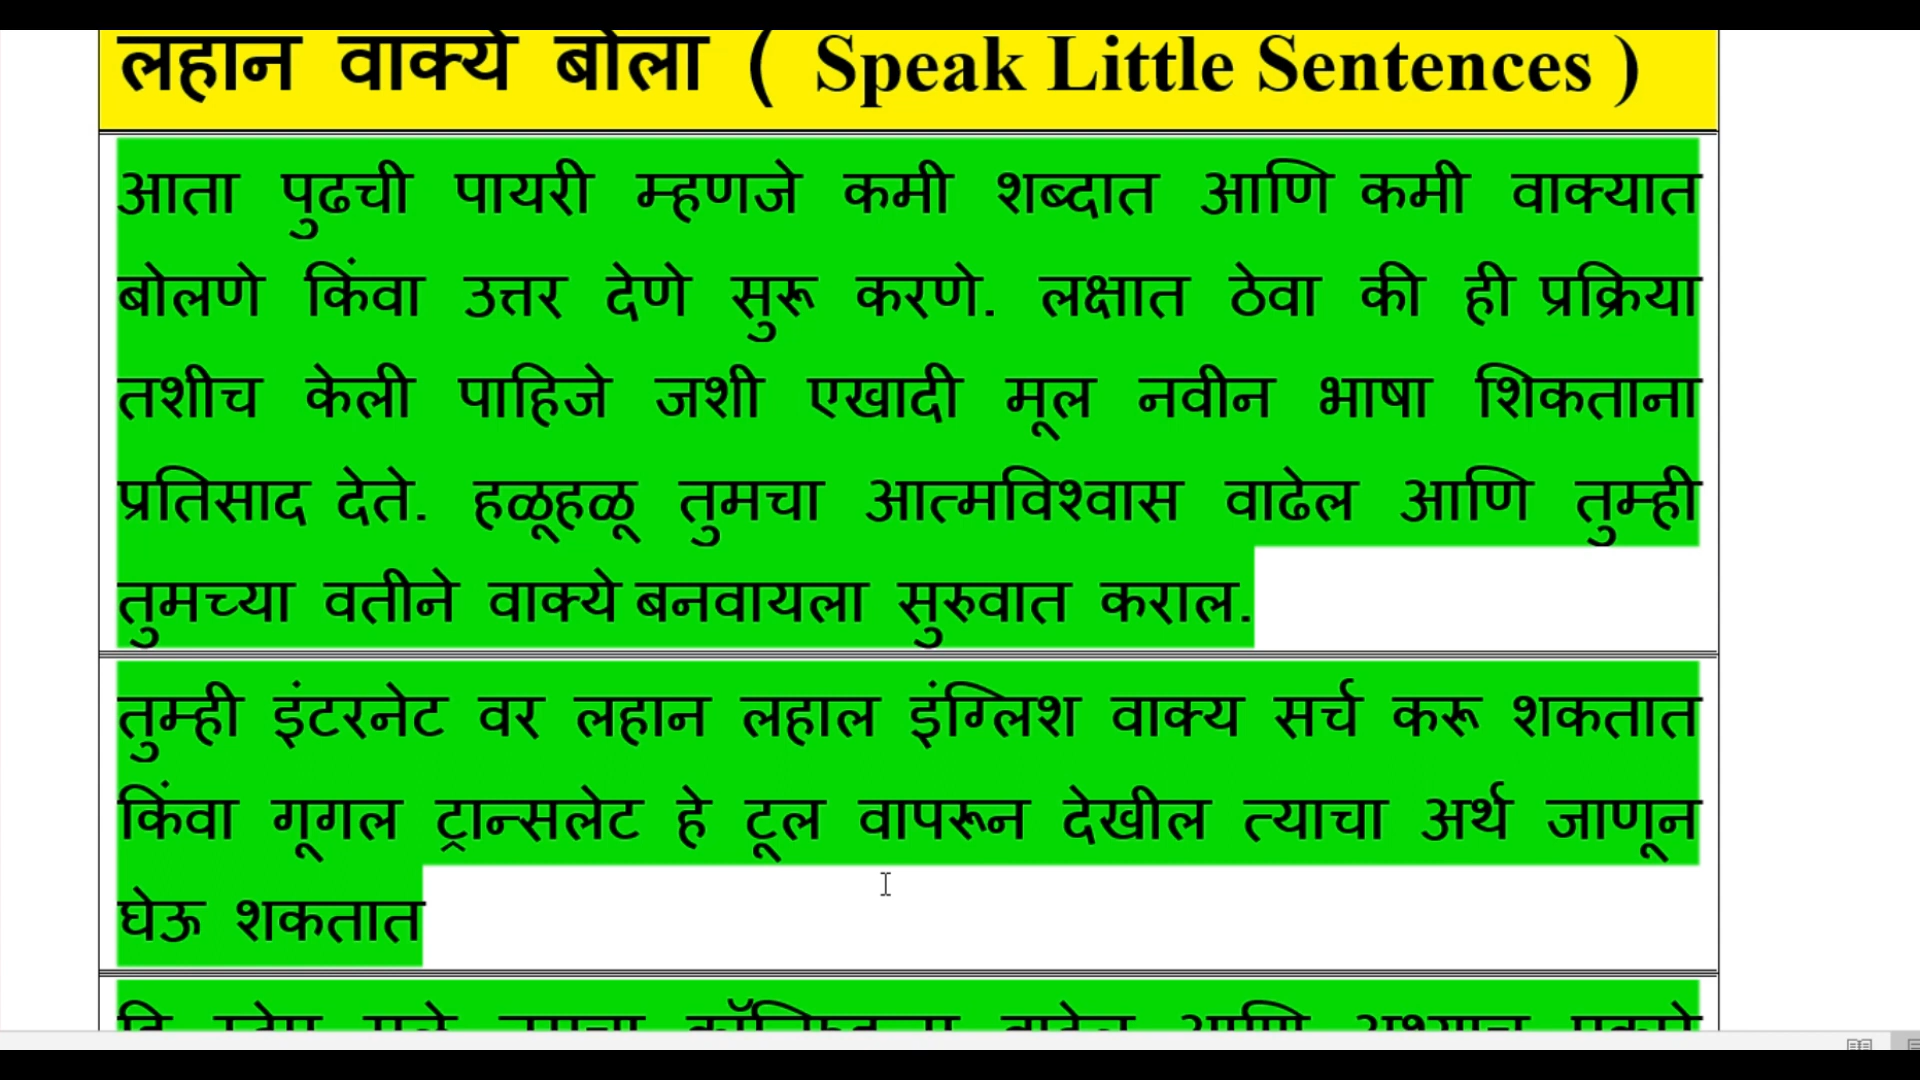 लहान वाक्ये बोला ( Speak Little Sentences )
आता पुढची पायरी म्हणजे कमी शब्दात आणि कमी वाक्यात
बोलणे किंवा उत्तर देणे सुरू करणे. लक्षात ठेवा की ही प्रक्रिया
तशीच केली पाहिजे जशी एखादी मूल नवीन भाषा शिकताना
प्रतिसाद देते. हळूहळू तुमचा आत्मविश्वास वाढेल आणि तुम्ही
तुमच्या वतीने वाक्ये बनवायला सुरुवात कराल.
तुम्ही इंटरनेट वर लहान लहाल इंग्लिश वाक्य सर्च करू शकतात
किंवा गूगल ट्रान्सलेट हे टूल वापरून देखील त्याचा अर्थ जाणून
घेऊ शकतात